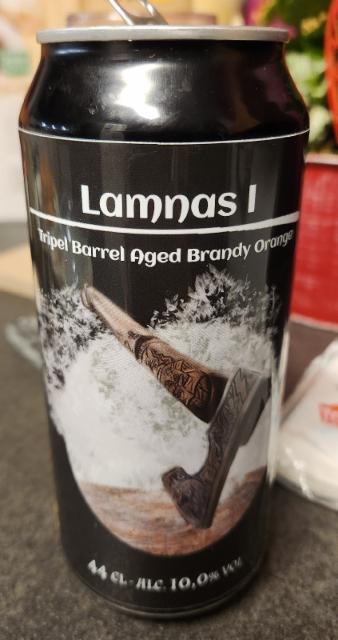 Lamnas I
Tripel Barrel Aged Brandy Orange
44 CL · ALC. 10,0% VOL